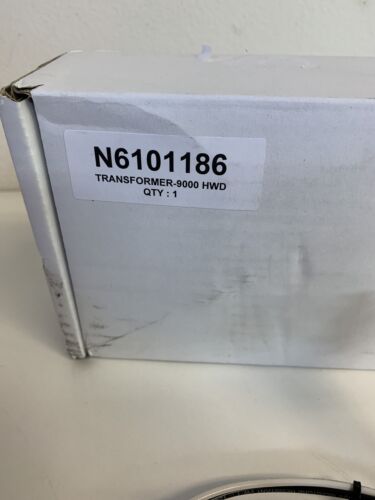 N6101186
TRANSFORMER-9000 HWD
QTY : 1